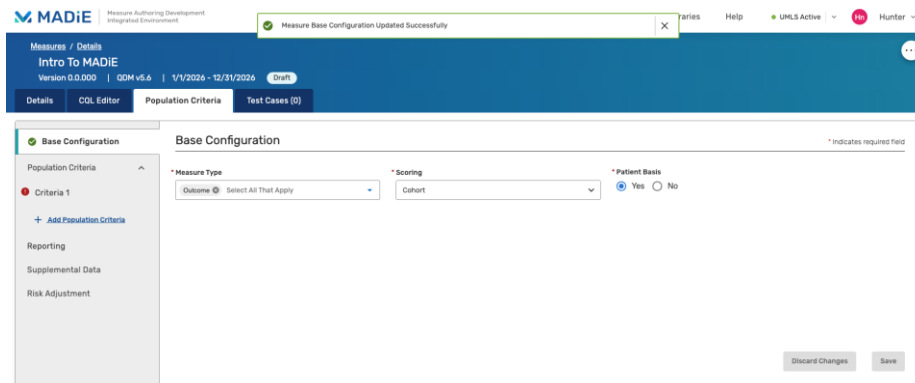 MADiE
Measure Authoring Development
Integrated Environment
Measure Base Configuration Updated Successfully
Help
UMLS Active
Hn
Hunter
Measures / Details
Intro To MADiE
Version 0.0.000 | QDM v5.6 | 1/1/2026 - 12/31/2026 Draft
Details CQL Editor Population Criteria Test Cases (0)
Base Configuration
Population Criteria
Criteria 1
+ Add Population Criteria
Reporting
Supplemental Data
Risk Adjustment
Base Configuration
* Indicates required field
* Measure Type * Scoring * Patient Basis
Outcome Select All That Apply Cohort Yes No
Discard Changes Save